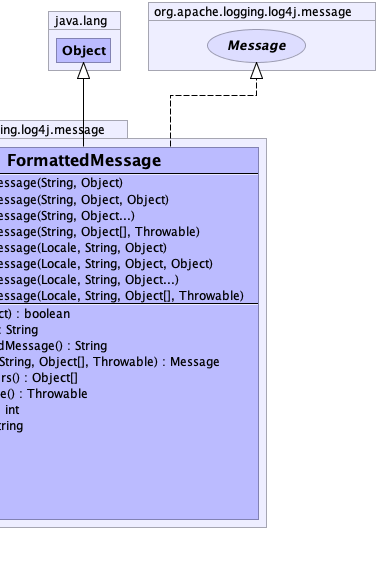 java.lang
Object
org.apache.logging.log4j.message
Message
ing.log4j.message
FormattedMessage
essage(String, Object)
essage(String, Object, Object)
essage(String, Object...)
essage(String, Object[], Throwable)
essage(Locale, String, Object)
essage(Locale, String, Object, Object)
essage(Locale, String, Object...)
essage(Locale, String, Object[], Throwable)
ct) : boolean
: String
dMessage() : String
String, Object[], Throwable) : Message
rs() : Object[]
e() : Throwable
int
tring